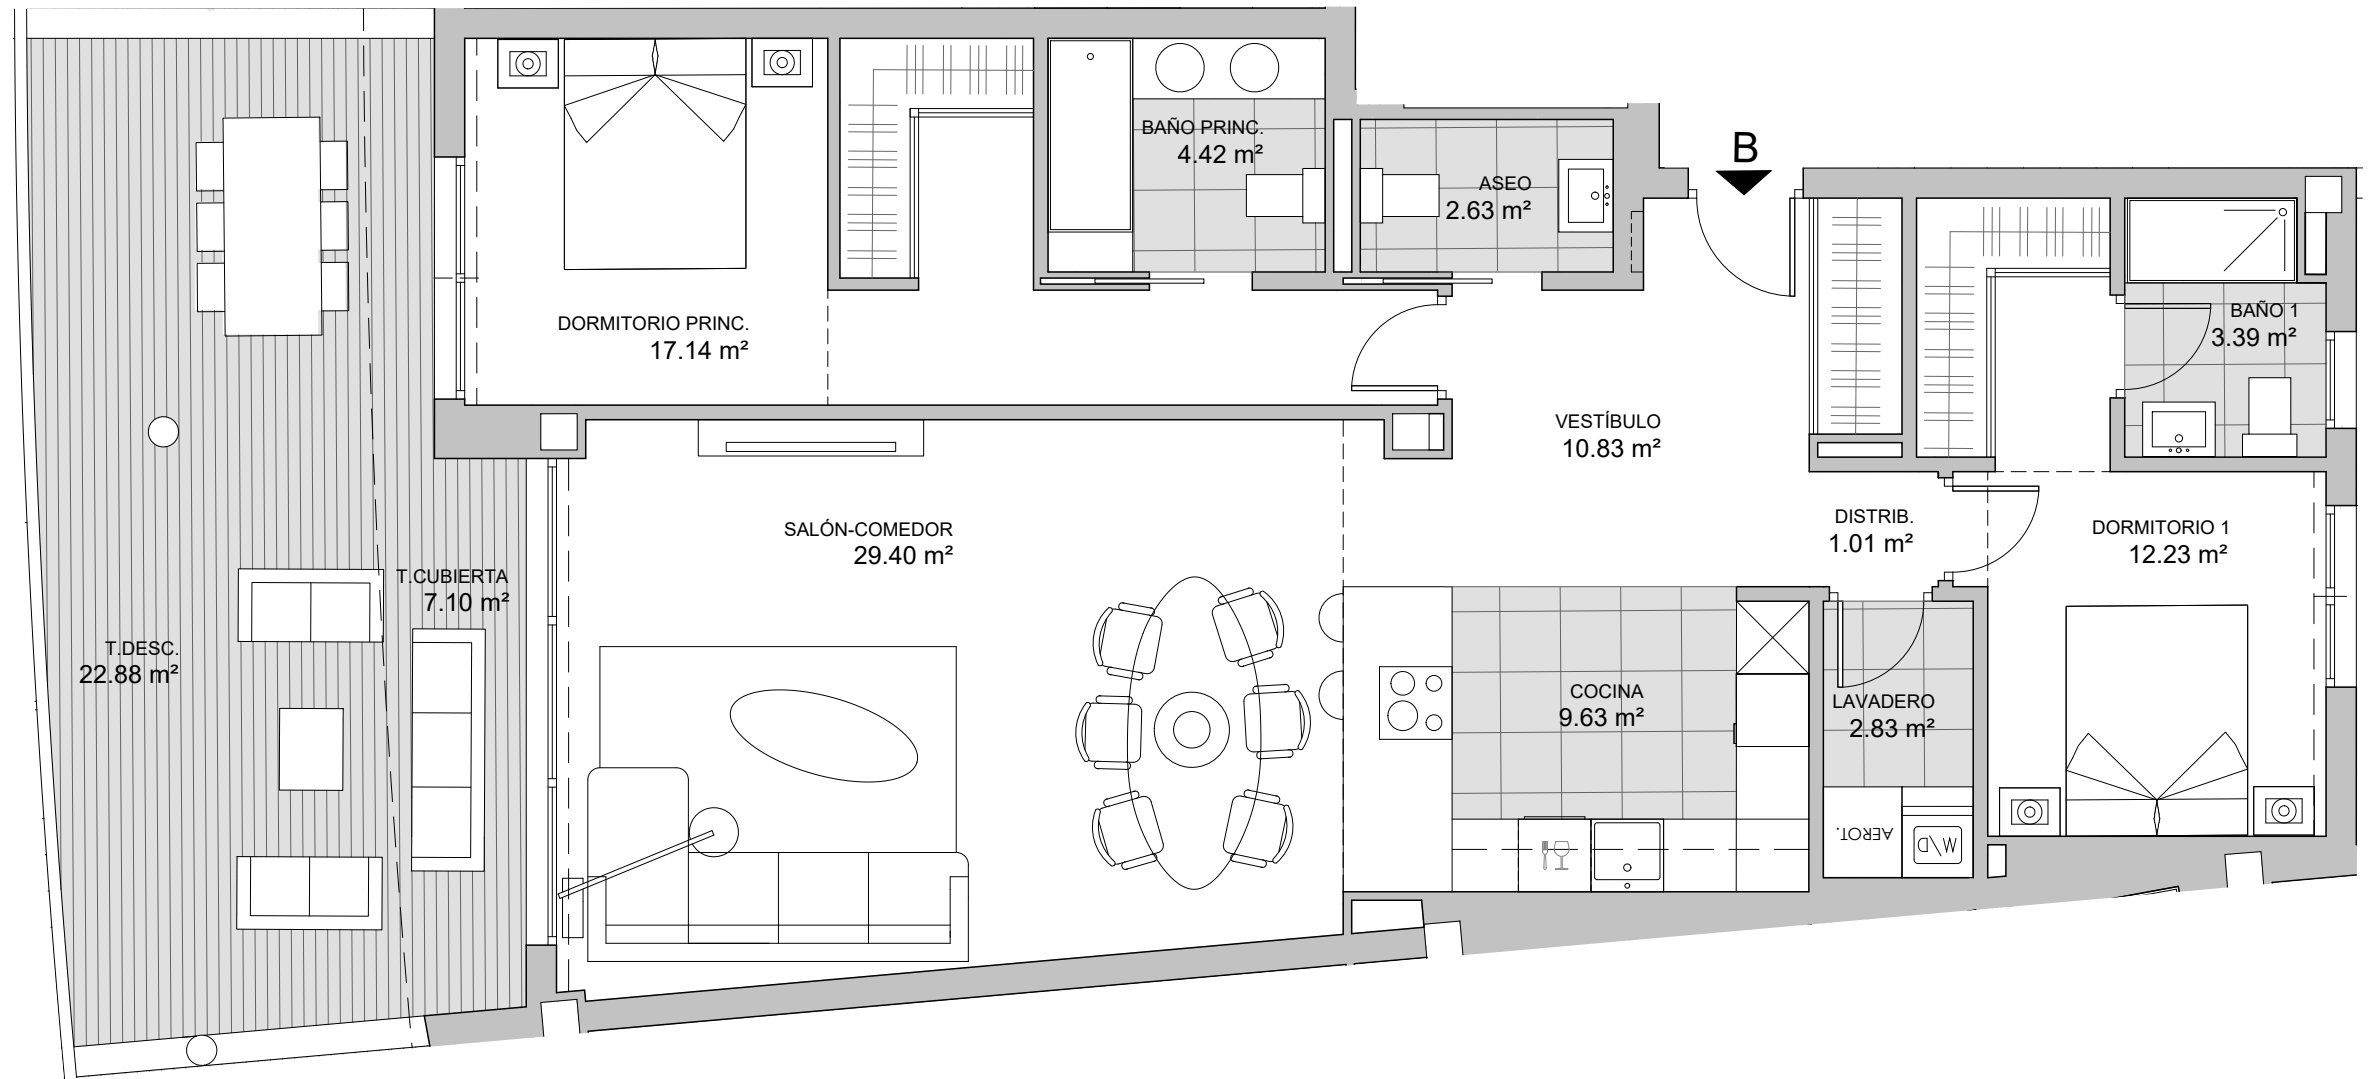 B
BAÑO PRINC.
4.42 m²
ASEO
2.63 m²
BAÑO 1
3.39 m²
DORMITORIO PRINC.
17.14 m²
VESTÍBULO
10.83 m²
SALÓN-COMEDOR
29.40 m²
DISTRIB.
1.01 m²
DORMITORIO 1
12.23 m²
T.CUBIERTA
7.10 m²
T.DESC.
22.88 m²
COCINA
9.63 m²
LAVADERO
2.83 m²
AEROT.
W/D